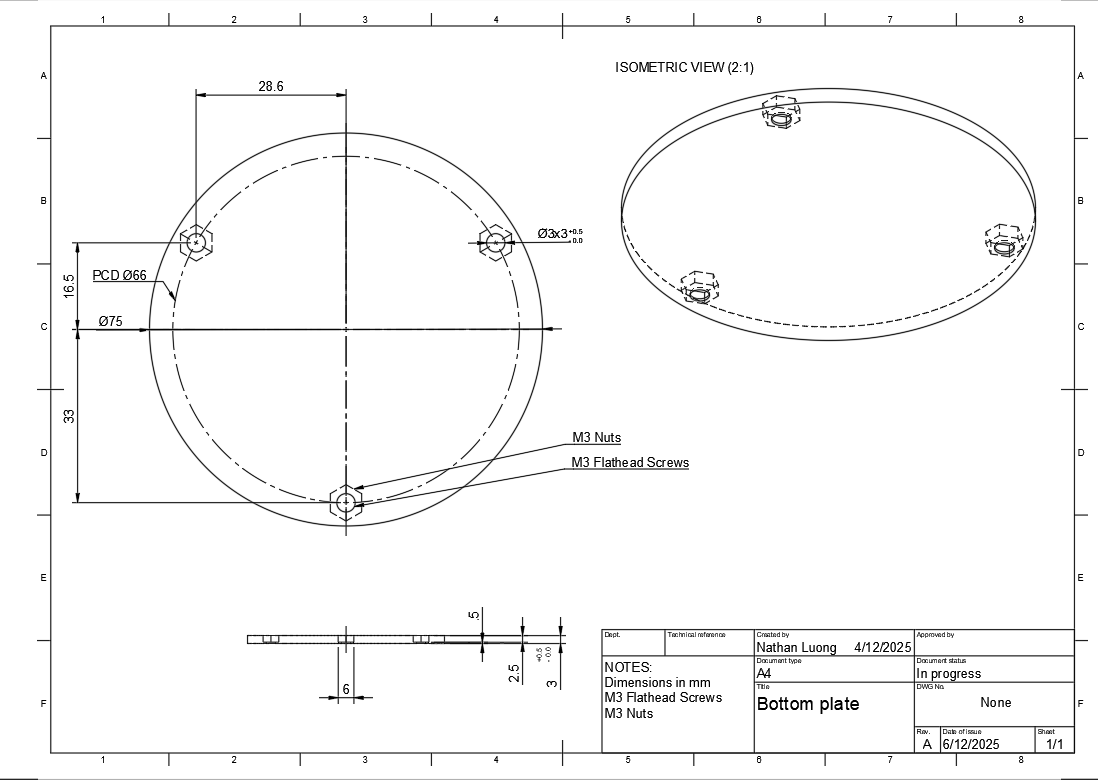 1 2 3 4 5 6 7 8
A A
ISOMETRIC VIEW (2:1)
28.6
B B
Ø3x3 +0.5
- 0.0
16.5
PCD Ø66
Ø75
C C
33
M3 Nuts
D D
M3 Flathead Screws
E E
.5
2.5
+0.5
- 0.0
3
6
F F
Dept.
Technical reference
Created by
Nathan Luong 4/12/2025
Approved by
NOTES:
Dimensions in mm
M3 Flathead Screws
M3 Nuts
Document type
A4
Document status
In progress
Title
Bottom plate
DWG No.
None
Rev.
A
Date of issue
6/12/2025
Sheet
1/1
1 2 3 4 5 6 7 8